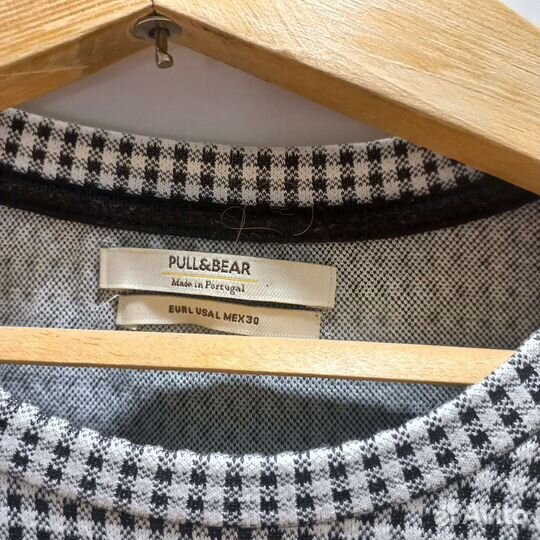 PULL&BEAR
Made in Portugal
EUR L USA L MEX 30
Avito